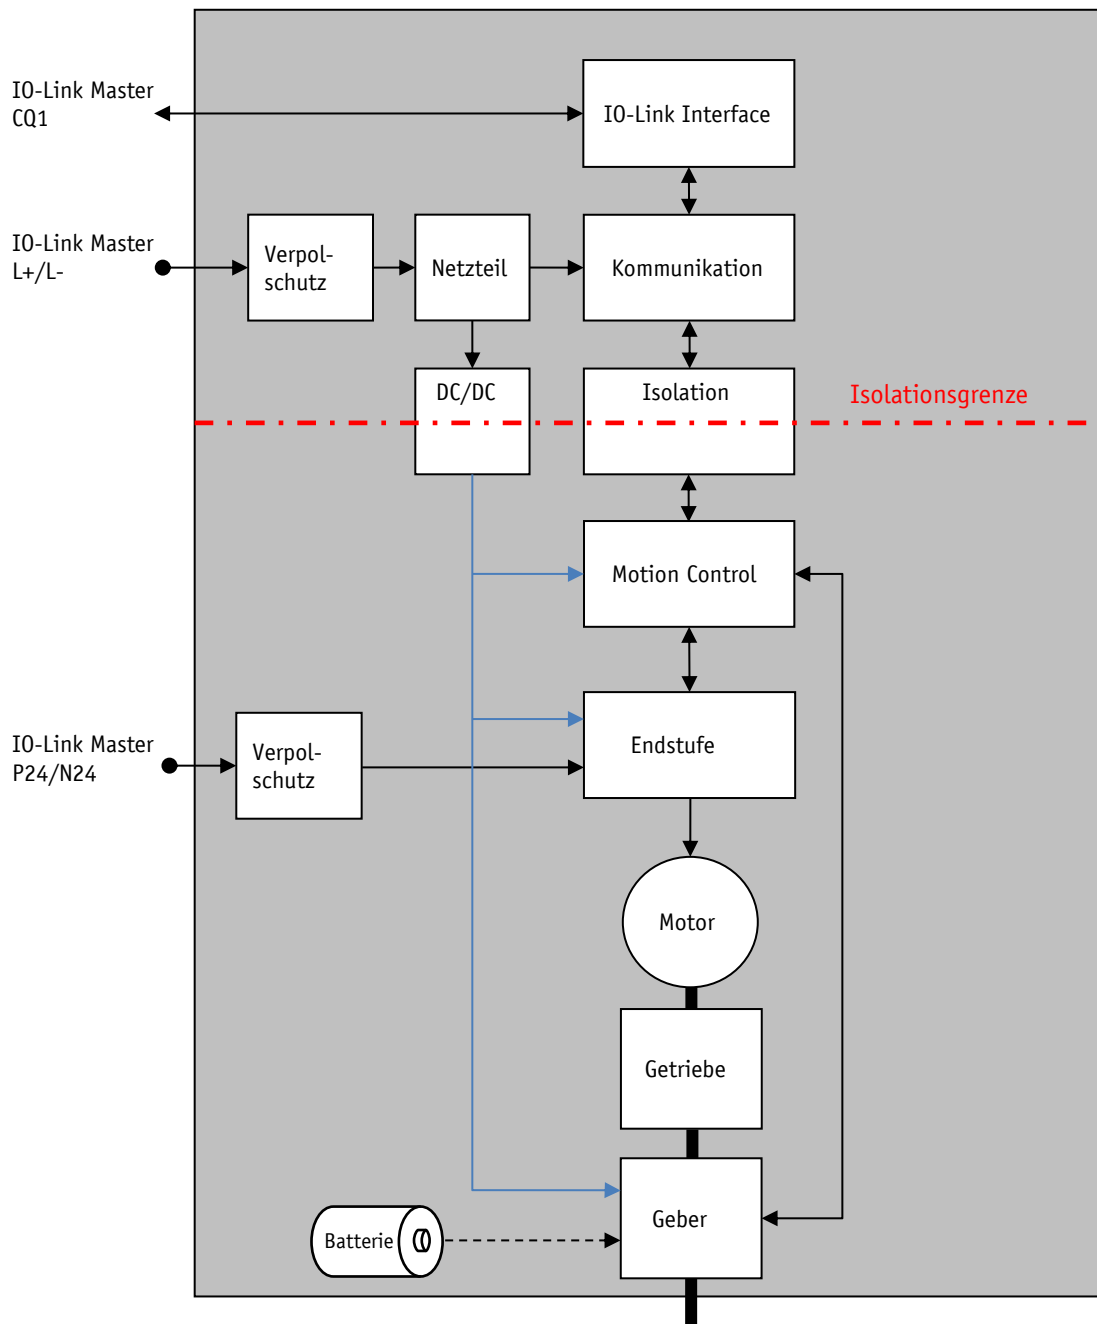 IO-Link Master
CQ1
IO-Link Interface
IO-Link Master
L+/L-
Verpol-
schutz
Netzteil
Kommunikation
DC/DC
Isolation
Isolationsgrenze
Motion Control
IO-Link Master
P24/N24
Verpol-
schutz
Endstufe
Motor
Getriebe
Geber
Batterie